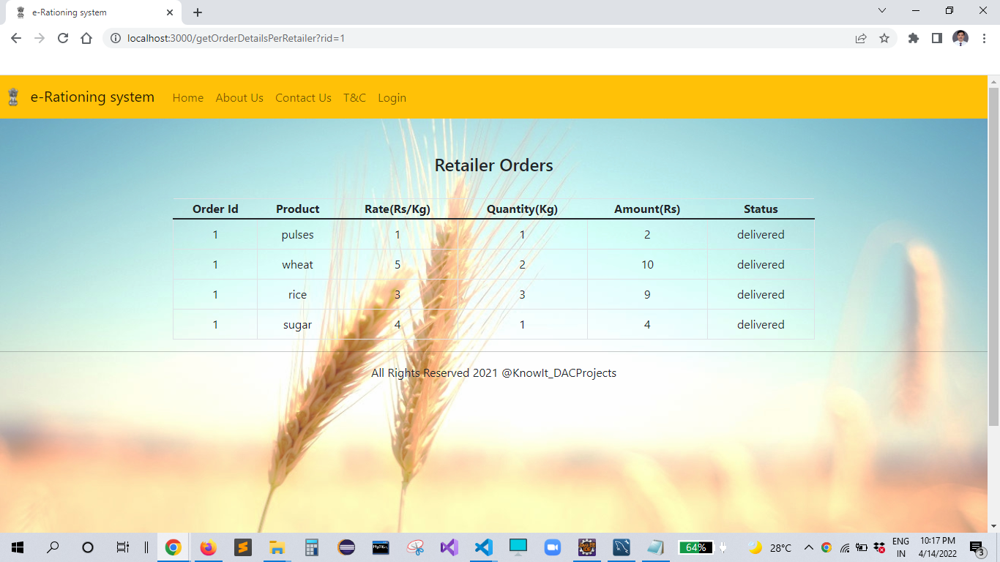 e-Rationing system
localhost:3000/getOrderDetailsPerRetailer?rid=1
e-Rationing system Home About Us Contact Us T&C Login
Retailer Orders
Order Id Product Rate(Rs/Kg) Quantity(Kg) Amount(Rs) Status
1 pulses 1 1 2 delivered
1 wheat 5 2 10 delivered
1 rice 3 3 9 delivered
1 sugar 4 1 4 delivered
All Rights Reserved 2021 @KnowIt_DACProjects
64% 28°C ENG 10:17 PM
IN 4/14/2022 3